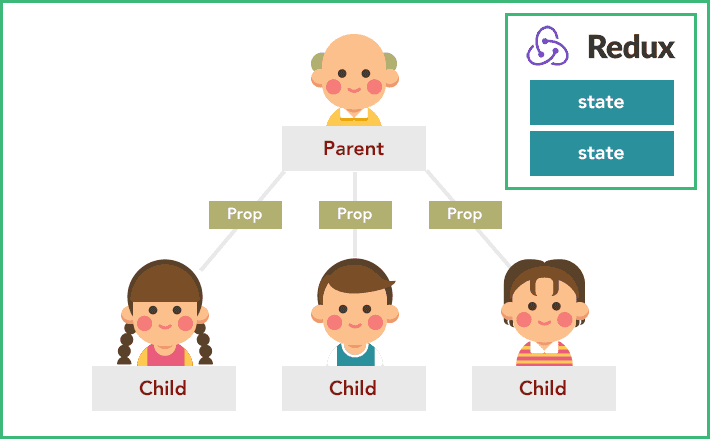 Redux
state
state
Parent
Prop
Prop
Prop
Child
Child
Child